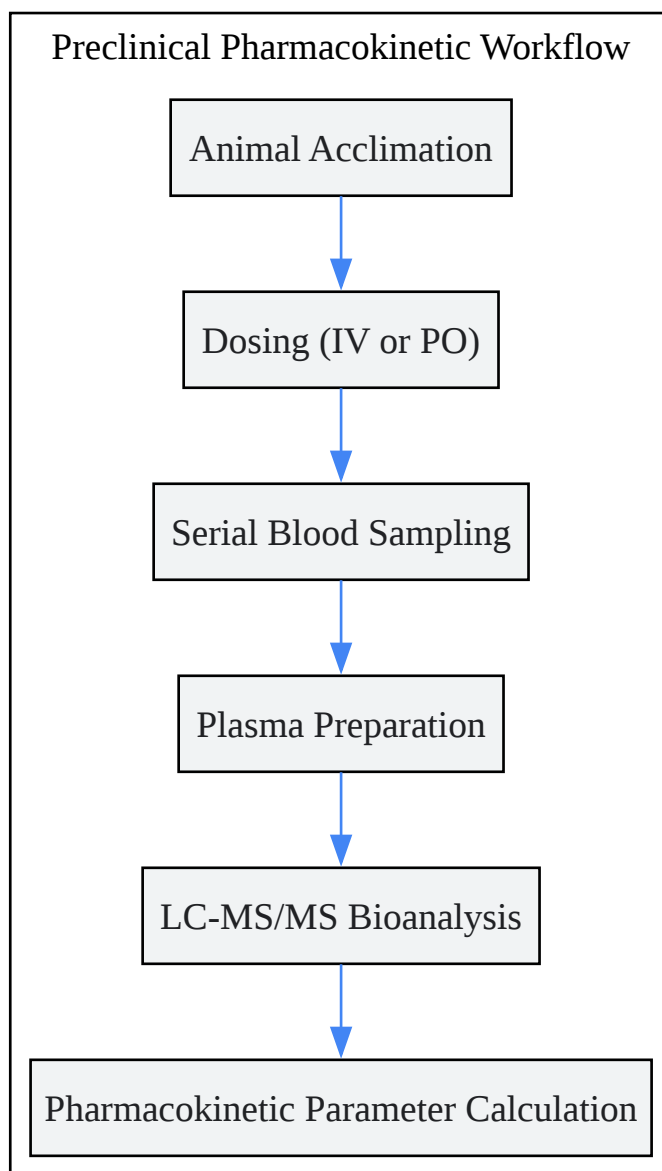 Preclinical Pharmacokinetic Workflow
Animal Acclimation
Dosing (IV or PO)
Serial Blood Sampling
Plasma Preparation
LC-MS/MS Bioanalysis
Pharmacokinetic Parameter Calculation